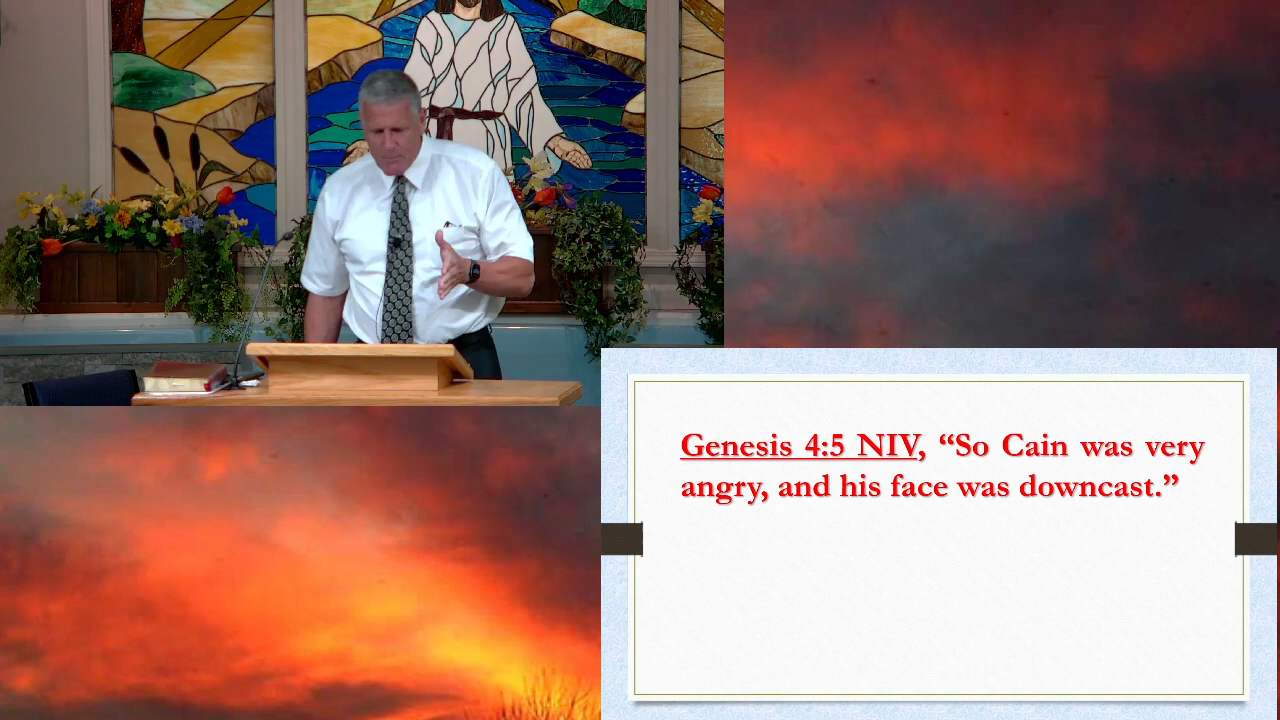 Genesis 4:5 NIV, “So Cain was very
angry, and his face was downcast.”